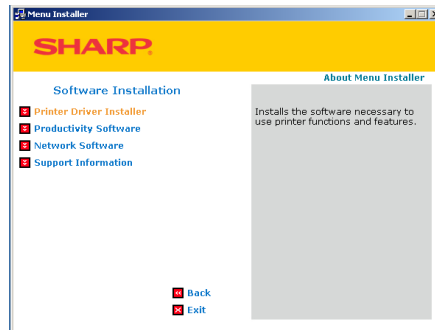 Menu Installer
SHARP
About Menu Installer
Software Installation
Printer Driver Installer
Productivity Software
Network Software
Support Information
Installs the software necessary to
use printer functions and features.
Back
Exit